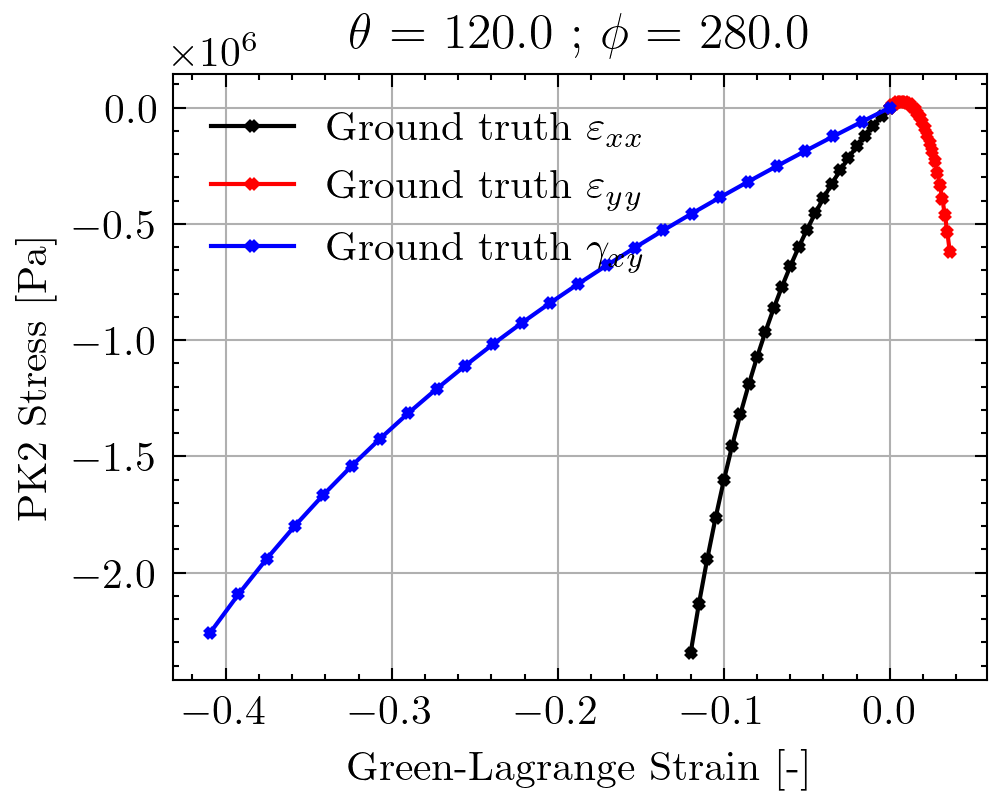 θ = 120.0 ; ϕ = 280.0
×10⁶
0.0
−0.5
−1.0
−1.5
−2.0
PK2 Stress [Pa]
Ground truth εₓₓ
Ground truth ε_yy
Ground truth γ_xy
−0.4 −0.3 −0.2 −0.1 0.0
Green-Lagrange Strain [-]